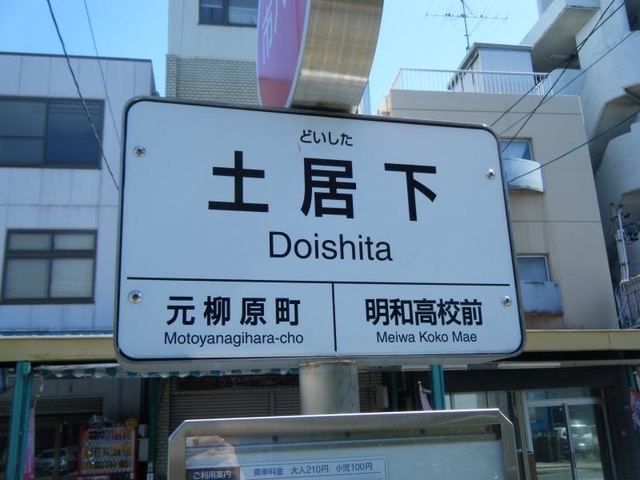 どいした
土居下
Doishita
元柳原町 明和高校前
Motoyanagihara-cho Meiwa Koko Mae
ご利用案内 乗車料金 大人210円 小児100円